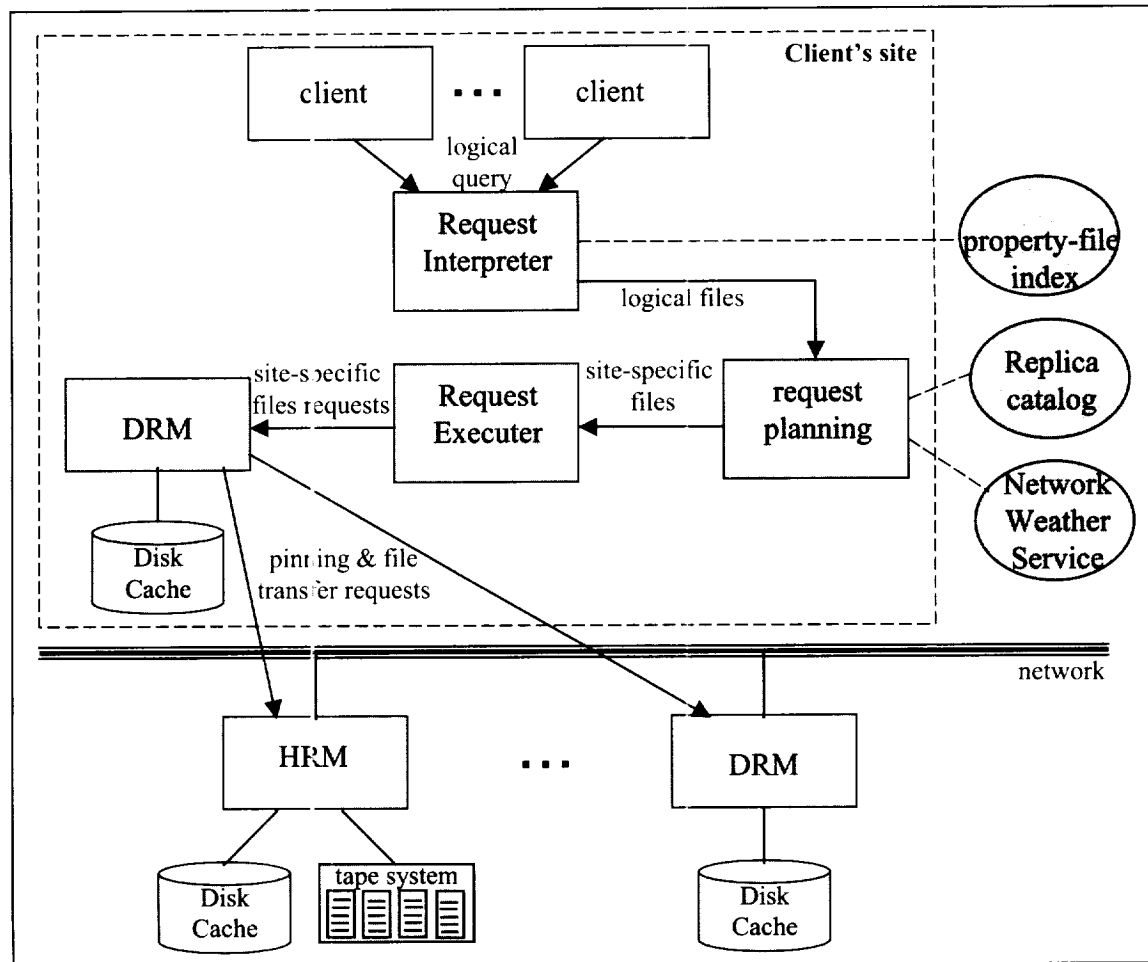 Client's site
client
client
logical
query
Request
Interpreter
property-file
index
logical files
Replica
catalog
site-specific
files requests
Request
Executer
site-specific
files
request
planning
DRM
Network
Weather
Service
Disk
Cache
pinning & file
transfer requests
network
HRM
DRM
tape system
Disk
Cache
Disk
Cache